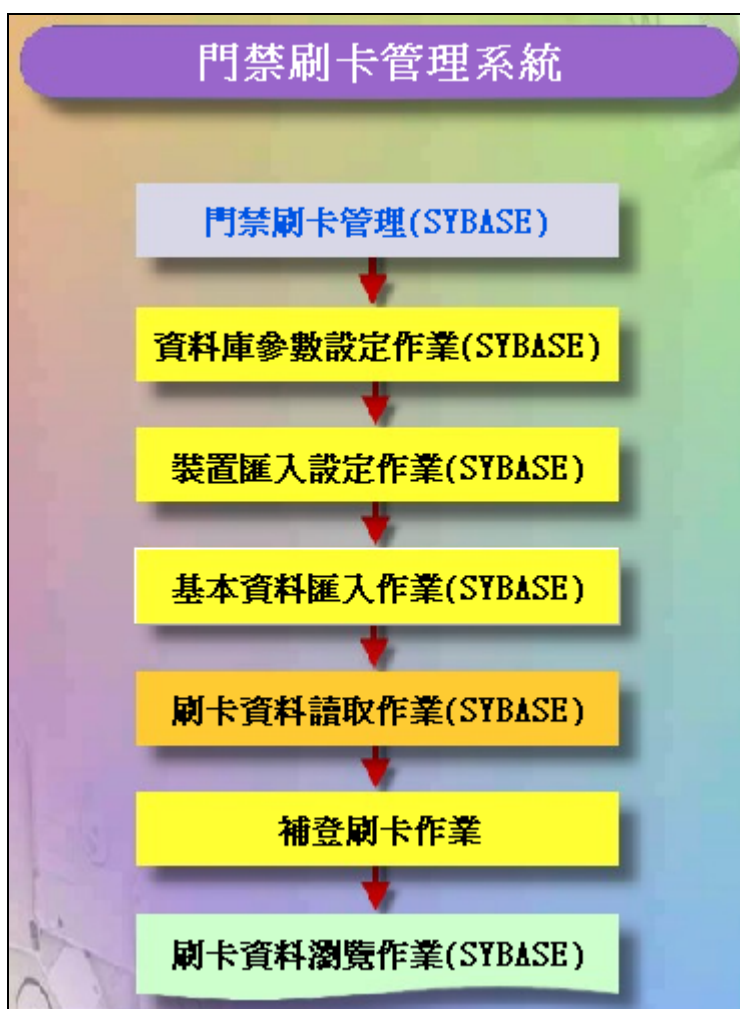 門禁刷卡管理系統
門禁刷卡管理(SYBASE)
資料庫參數設定作業(SYBASE)
裝置匯入設定作業(SYBASE)
基本資料匯入作業(SYBASE)
刷卡資料讀取作業(SYBASE)
補登刷卡作業
刷卡資料瀏覽作業(SYBASE)